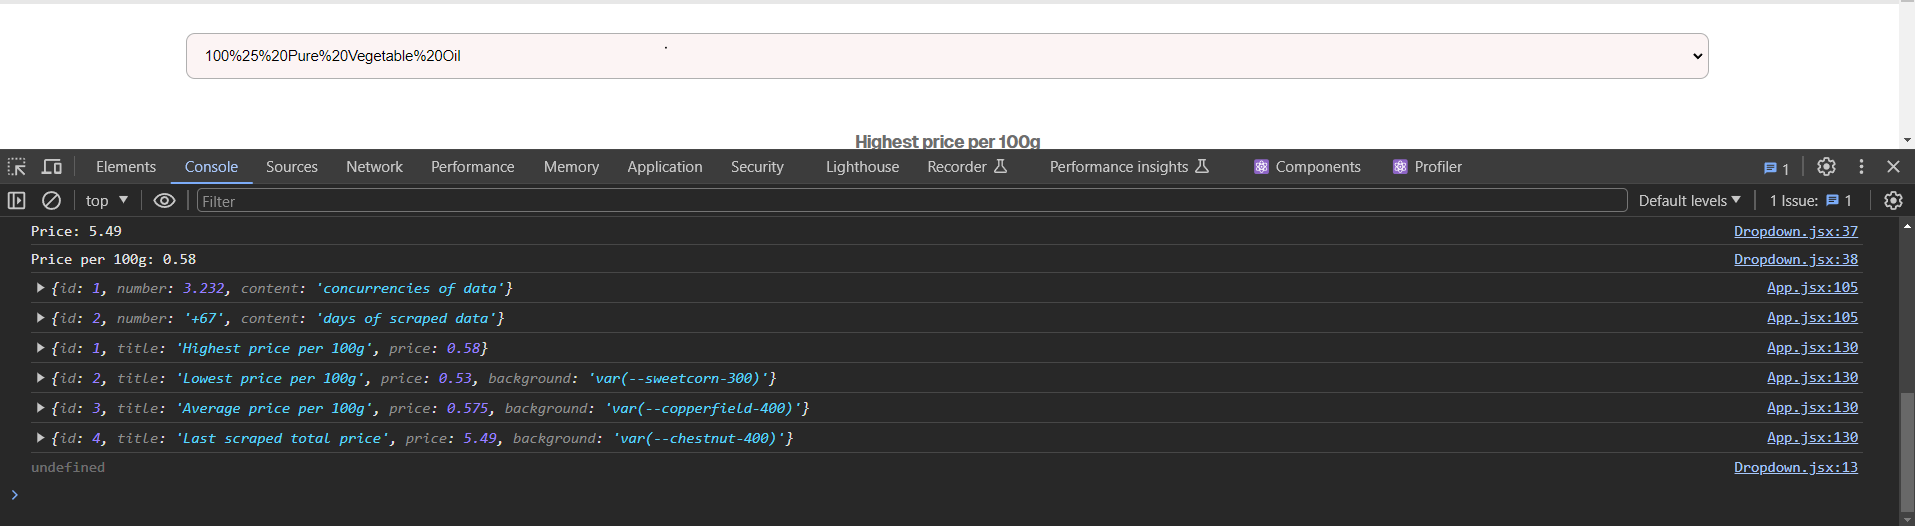 100%25%20Pure%20Vegetable%20Oil
Highest price per 100g
Elements Console Sources Network Performance Memory Application Security Lighthouse Recorder Performance insights Components Profiler 1
top Filter Default levels 1 Issue: 1
Price: 5.49 Dropdown.jsx:37
Price per 100g: 0.58 Dropdown.jsx:38
{id: 1, number: 3.232, content: 'concurrencies of data'} App.jsx:105
{id: 2, number: '+67', content: 'days of scraped data'} App.jsx:105
{id: 1, title: 'Highest price per 100g', price: 0.58} App.jsx:130
{id: 2, title: 'Lowest price per 100g', price: 0.53, background: 'var(--sweetcorn-300)'} App.jsx:130
{id: 3, title: 'Average price per 100g', price: 0.575, background: 'var(--copperfield-400)'} App.jsx:130
{id: 4, title: 'Last scraped total price', price: 5.49, background: 'var(--chestnut-400)'} App.jsx:130
undefined Dropdown.jsx:13